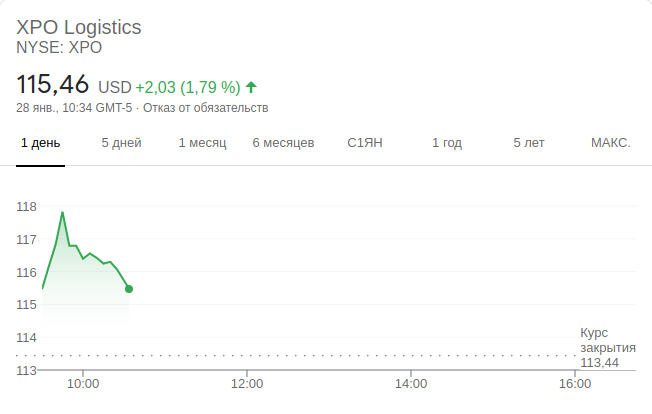 XPO Logistics
NYSE: XPO
115,46 USD +2,03 (1,79 %)
28 янв., 10:34 GMT-5 · Отказ от обязательств
1 день 5 дней 1 месяц 6 месяцев С1ЯН 1 год 5 лет МАКС.
118
117
116
115
114
113
Курс
закрытия
113,44
10:00 12:00 14:00 16:00